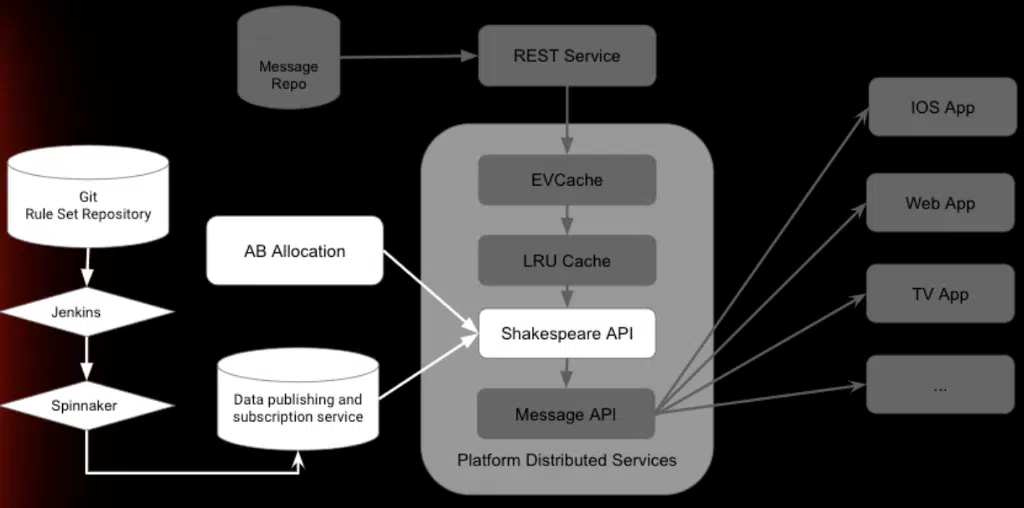 Message
Repo
REST Service
IOS App
EVCache
Git
Rule Set Repository
Web App
AB Allocation
LRU Cache
TV App
Jenkins
Shakespeare API
...
Spinnaker
Data publishing and
subscription service
Message API
Platform Distributed Services